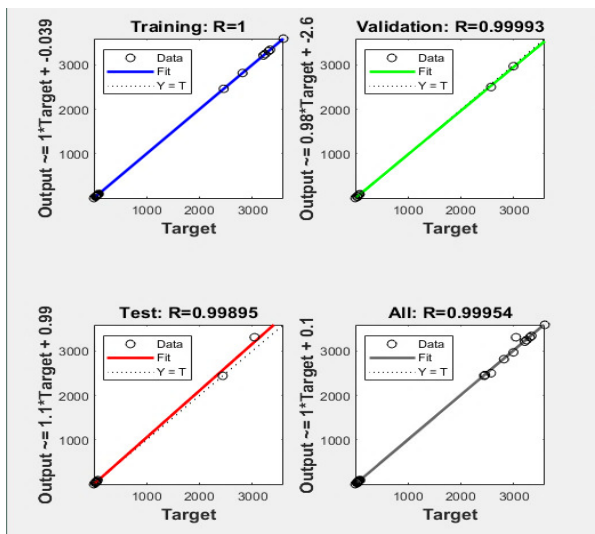 Training: R=1
Output ~= 1*Target + -0.039
Data
Fit
Y = T
3000
2000
1000
1000 2000 3000
Target
Validation: R=0.99993
Output ~= 0.98*Target + -2.6
Data
Fit
Y = T
3000
2000
1000
1000 2000 3000
Target
Test: R=0.99895
Output ~= 1.1*Target + 0.99
Data
Fit
Y = T
3000
2000
1000
1000 2000 3000
Target
All: R=0.99954
Output ~= 1*Target + 0.1
Data
Fit
Y = T
3000
2000
1000
1000 2000 3000
Target